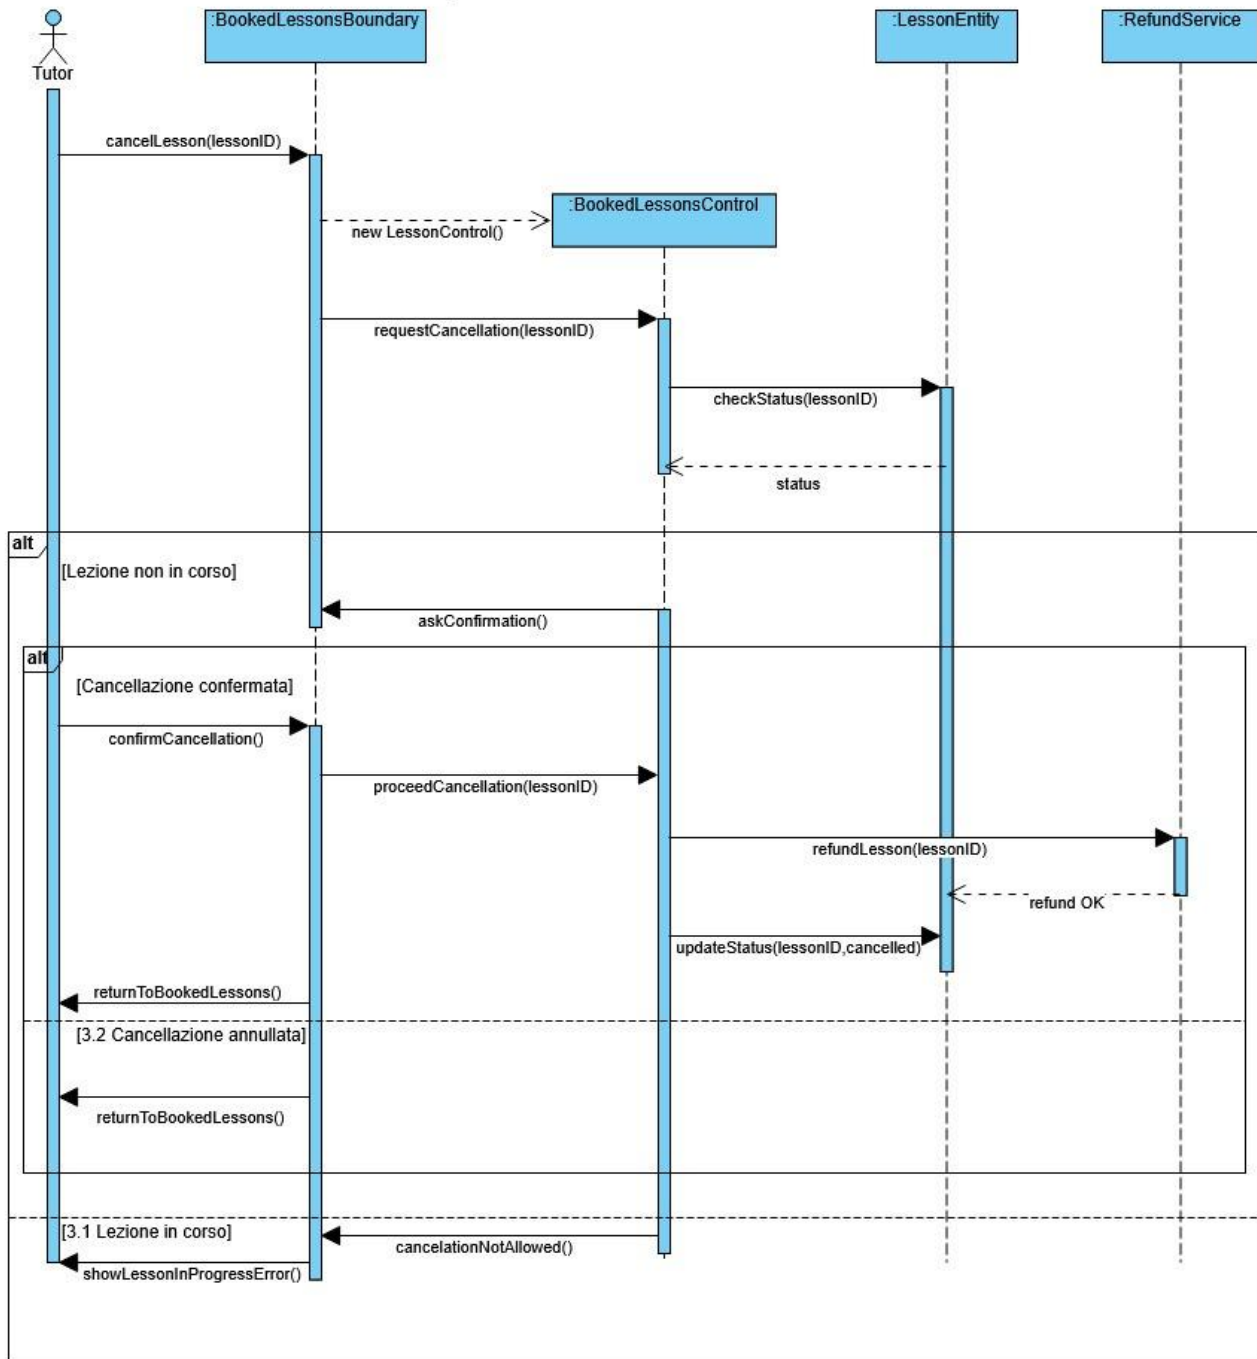 :BookedLessonsBoundary
:LessonEntity
:RefundService
Tutor
cancelLesson(lessonID)
:BookedLessonsControl
new LessonControl()
requestCancellation(lessonID)
checkStatus(lessonID)
status
alt
[Lezione non in corso]
askConfirmation()
alt
[Cancellazione confermata]
confirmCancellation()
proceedCancellation(lessonID)
refundLesson(lessonID)
refund OK
updateStatus(lessonID,cancelled)
returnToBookedLessons()
[3.2 Cancellazione annullata]
returnToBookedLessons()
[3.1 Lezione in corso]
cancelationNotAllowed()
showLessonInProgressError()